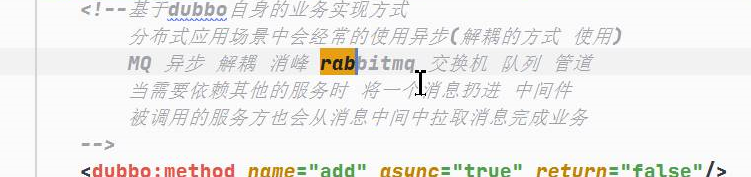 <!--基于dubbo自身的业务实现方式
分布式应用场景中会经常的使用异步(解耦的方式 使用)
MQ 异步 解耦 消峰 rabbitmq 交换机 队列 管道
当需要依赖其他的服务时 将一个消息扔进 中间件
被调用的服务方也会从消息中间中拉取消息完成业务
-->
<dubbo:method name="add" async="true" return="false"/>